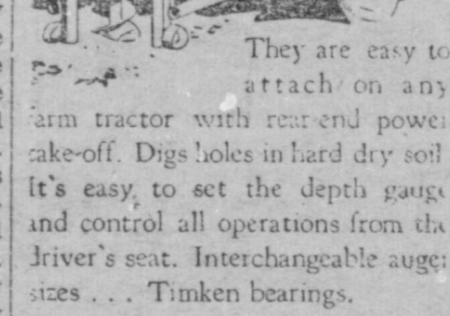 They are easy to
attach on any
farm tractor with rear-end power
take-off. Digs holes in hard dry soil
It's easy to set the depth gauge
and control all operations from the
driver's seat. Interchangeable auger
sizes . . . Timken bearings.